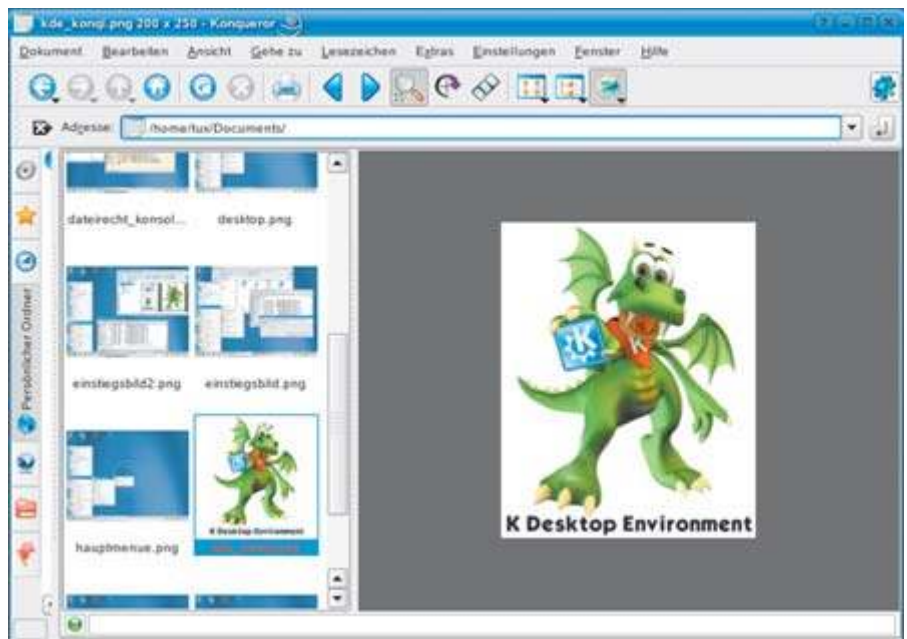 kde_konqi.png 200 x 250 - Konqueror
Dokument Bearbeiten Ansicht Gehe zu Lesezeichen Extras Einstellungen Fenster Hilfe
Adresse: /home/tux/Documents/
Persönlicher Ordner
dateirecht_konsol... desktop.png
einstiegsbild2.png einstiegsbild.png
K Desktop Environment
hauptmenue.png
K
K
K Desktop Environment